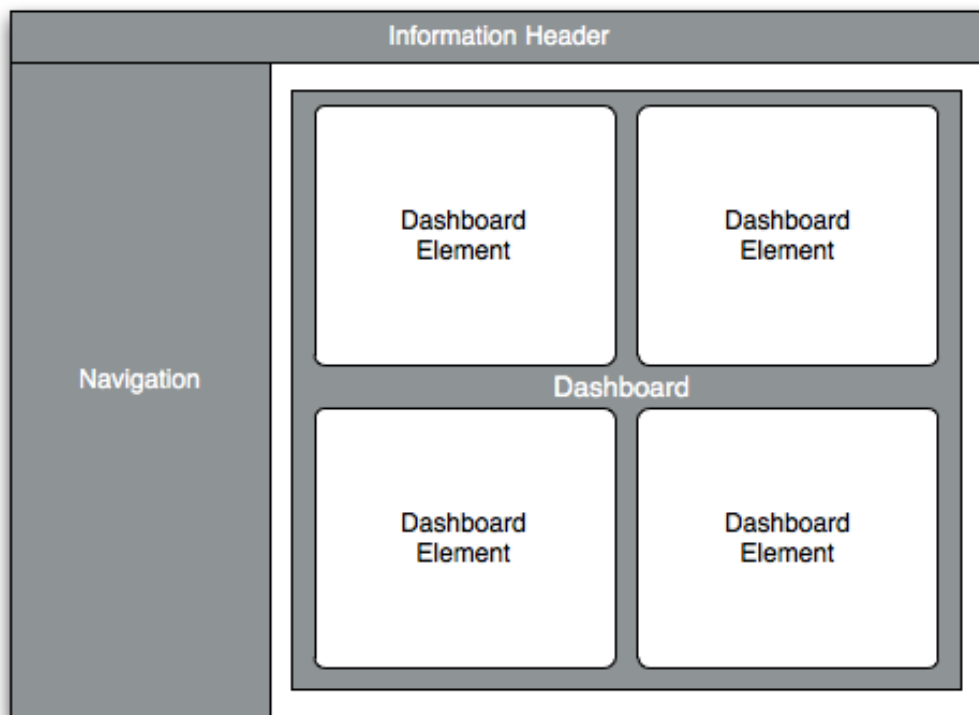 Information Header
Navigation
Dashboard
Element
Dashboard
Element
Dashboard
Dashboard
Element
Dashboard
Element